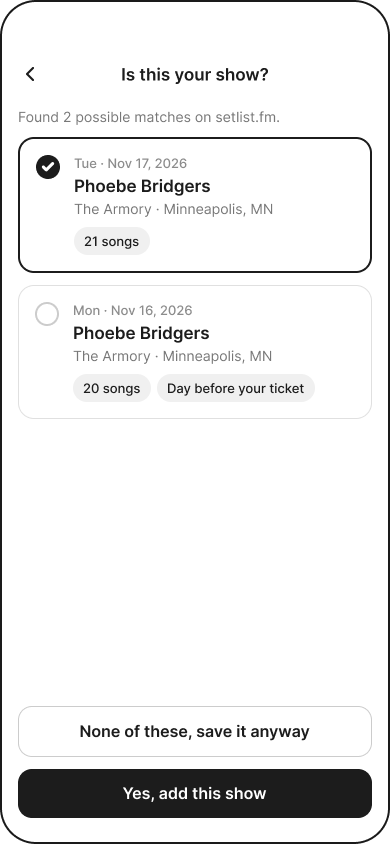 Is this your show?
Found 2 possible matches on setlist.fm.
Tue · Nov 17, 2026
Phoebe Bridgers
The Armory · Minneapolis, MN
21 songs
Mon · Nov 16, 2026
Phoebe Bridgers
The Armory · Minneapolis, MN
20 songs Day before your ticket
None of these, save it anyway
Yes, add this show